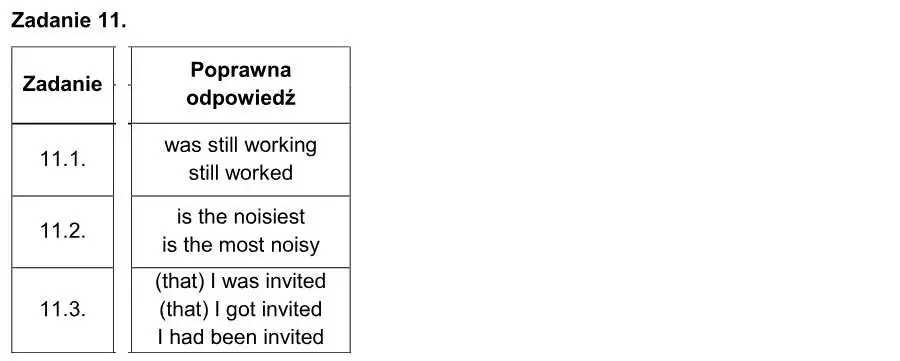 Zadanie 11.
Zadanie
Poprawna
odpowiedź
11.1.
was still working
still worked
11.2.
is the noisiest
is the most noisy
11.3.
(that) I was invited
(that) I got invited
I had been invited